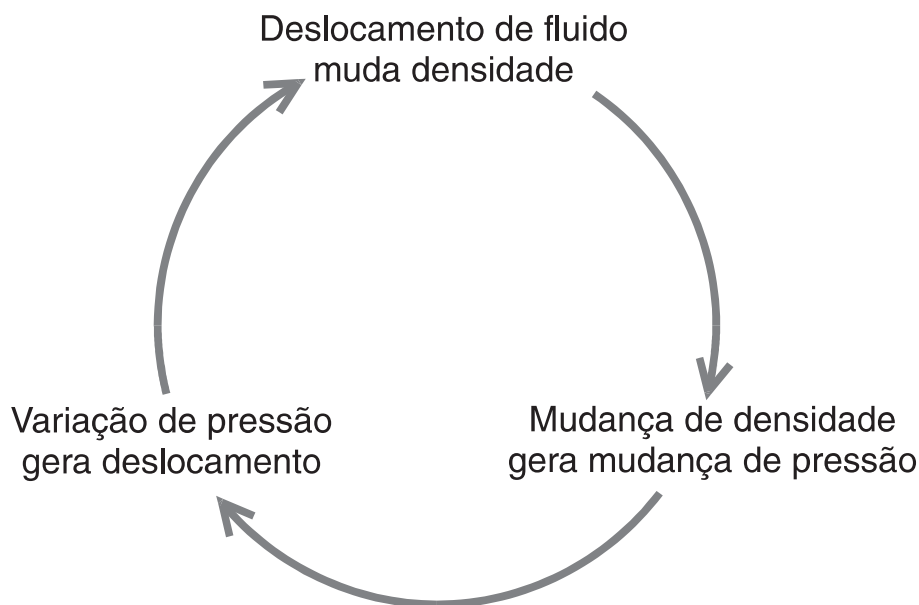 Deslocamento de fluido
muda densidade
Mudança de densidade
gera mudança de pressão
Variação de pressão
gera deslocamento